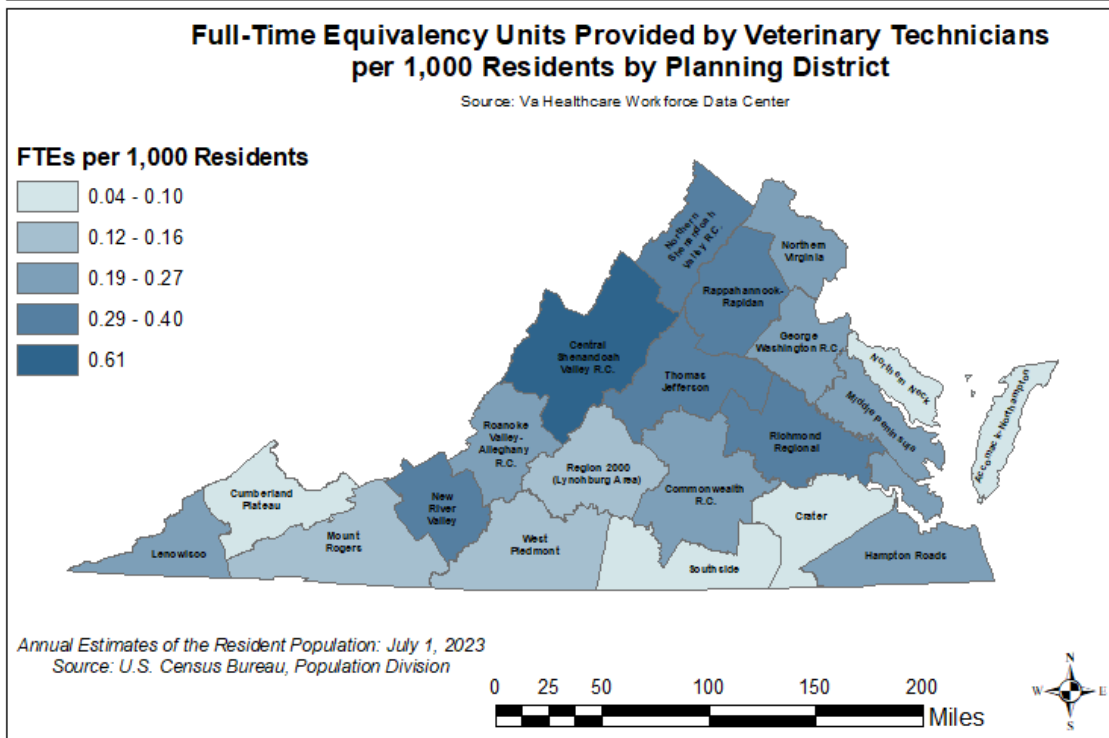 Full-Time Equivalency Units Provided by Veterinary Technicians
per 1,000 Residents by Planning District
Source: Va Healthcare Workforce Data Center
FTEs per 1,000 Residents
0.04 - 0.10
0.12 - 0.16
0.19 - 0.27
0.29 - 0.40
0.61
Northern
Shenandoah
Valley R.C.
Northern
Virginia
Rappahannock-
Rapidan
George
Washington R.C.
Northern Neck
Accomack-Northampton
Central
Shenandoah
Valley R.C.
Thomas
Jefferson
Middle Peninsula
Roanoke
Valley-
Alleghany
R.C.
Richmond
Regional
Region 2000
(Lynchburg Area)
Commonwealth
R.C.
Cumberland
Plateau
New
River
Valley
Crater
Lenowisco
Mount
Rogers
West
Piedmont
Southside
Hampton Roads
Annual Estimates of the Resident Population: July 1, 2023
Source: U.S. Census Bureau, Population Division
0 25 50 100 150 200
Miles
N
W E
S